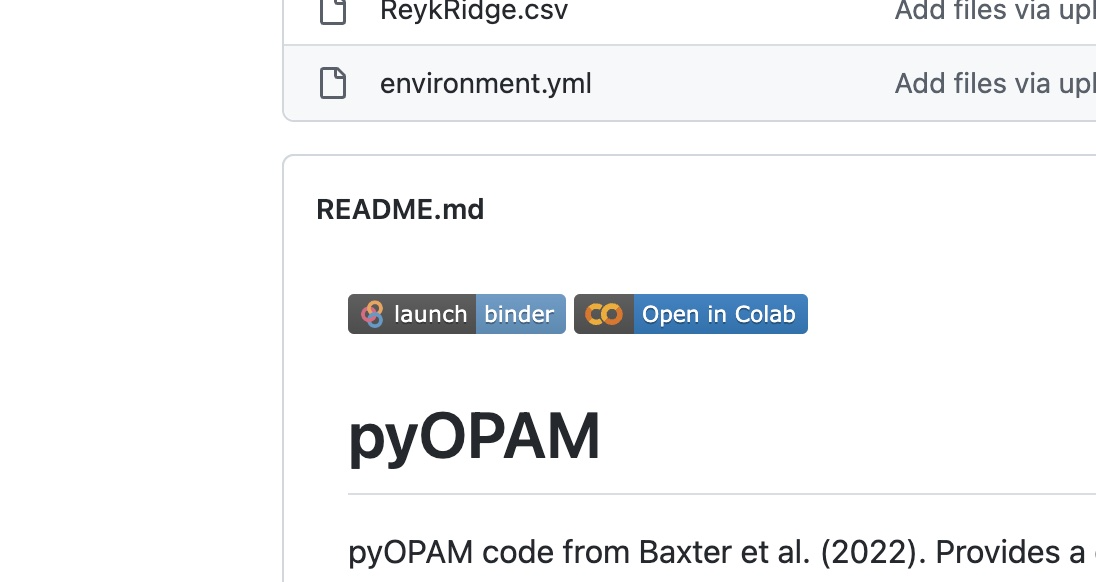 ReykRidge.csv Add files via upl
environment.yml Add files via upl
README.md
launch binder Open in Colab
pyOPAM
pyOPAM code from Baxter et al. (2022). Provides a